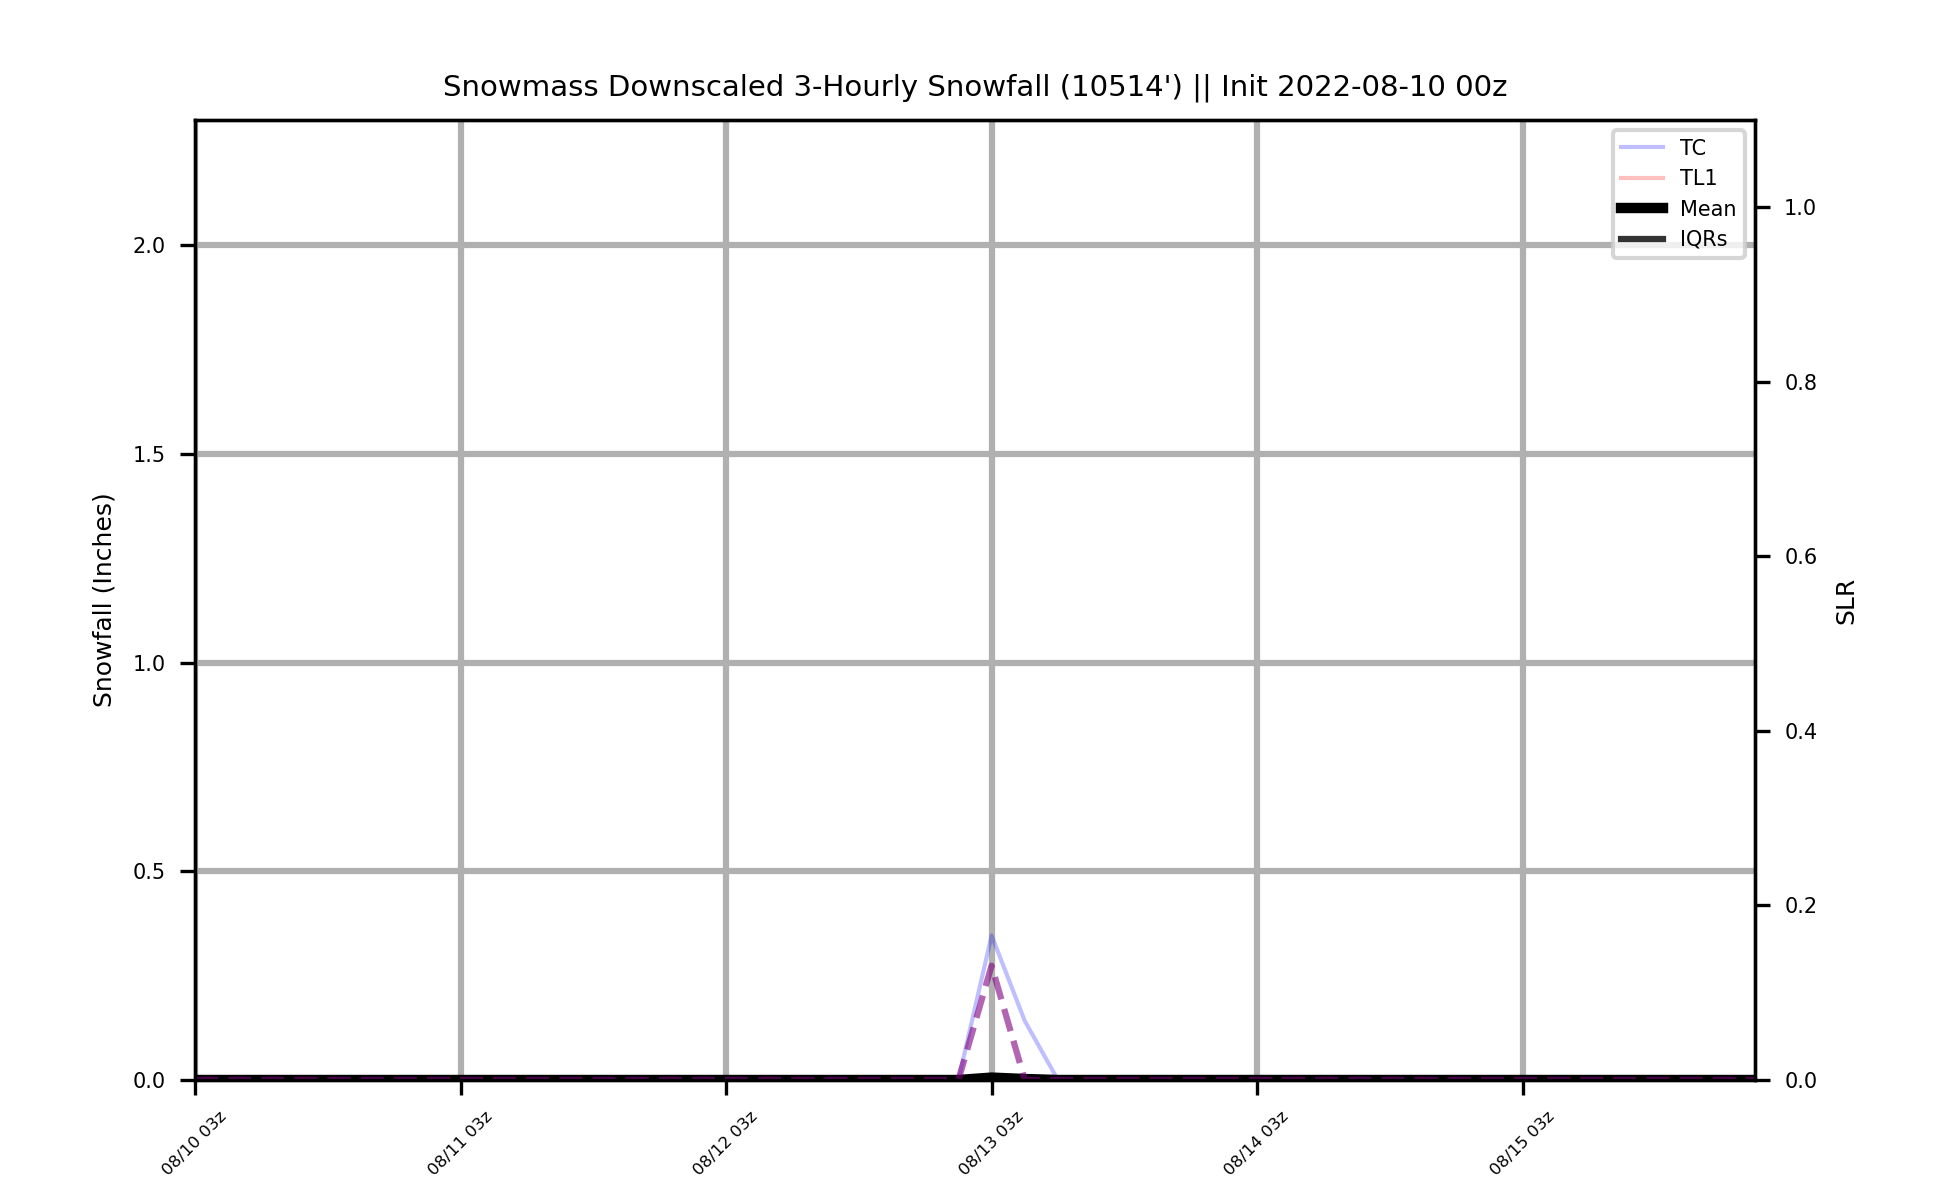 Snowmass Downscaled 3-Hourly Snowfall (10514') || Init 2022-08-10 00z
TC
TL1
Mean
IQRs
2.0
1.5
1.0
0.5
0.0
Snowfall (Inches)
1.0
0.8
0.6
0.4
0.2
0.0
SLR
08/10 03z
08/11 03z
08/12 03z
08/13 03z
08/14 03z
08/15 03z